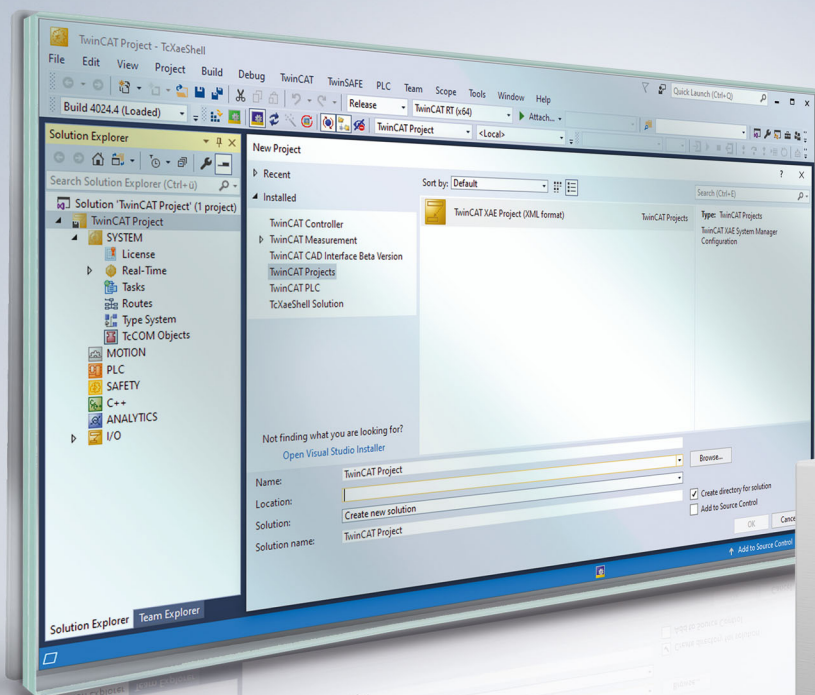 TwinCAT Project - TcXaeShell
File Edit View Project Build Debug TwinCAT TwinSAFE PLC Team Scope Tools Window Help
Quick Launch (Ctrl+Q)
Release TwinCAT RT (x64) Attach...
Build 4024.4 (Loaded) TwinCAT Project <Local>
Solution Explorer
Search Solution Explorer (Ctrl+ü)
Solution 'TwinCAT Project' (1 project)
TwinCAT Project
SYSTEM
License
Real-Time
Tasks
Routes
Type System
TcCOM Objects
MOTION
PLC
SAFETY
C++
ANALYTICS
I/O
Solution Explorer Team Explorer
New Project
? X
Recent
Installed
TwinCAT Controller
TwinCAT Measurement
TwinCAT CAD Interface Beta Version
TwinCAT Projects
TwinCAT PLC
TcXaeShell Solution
Not finding what you are looking for?
Open Visual Studio Installer
Sort by: Default
Search (Ctrl+E)
TwinCAT XAE Project (XML format) TwinCAT Projects
Type: TwinCAT Projects
TwinCAT XAE System Manager
Configuration
Name: TwinCAT Project
Location:
Browse...
Solution: Create new solution
Solution name: TwinCAT Project
Create directory for solution
Add to Source Control
OK
Cance
Add to Source Control